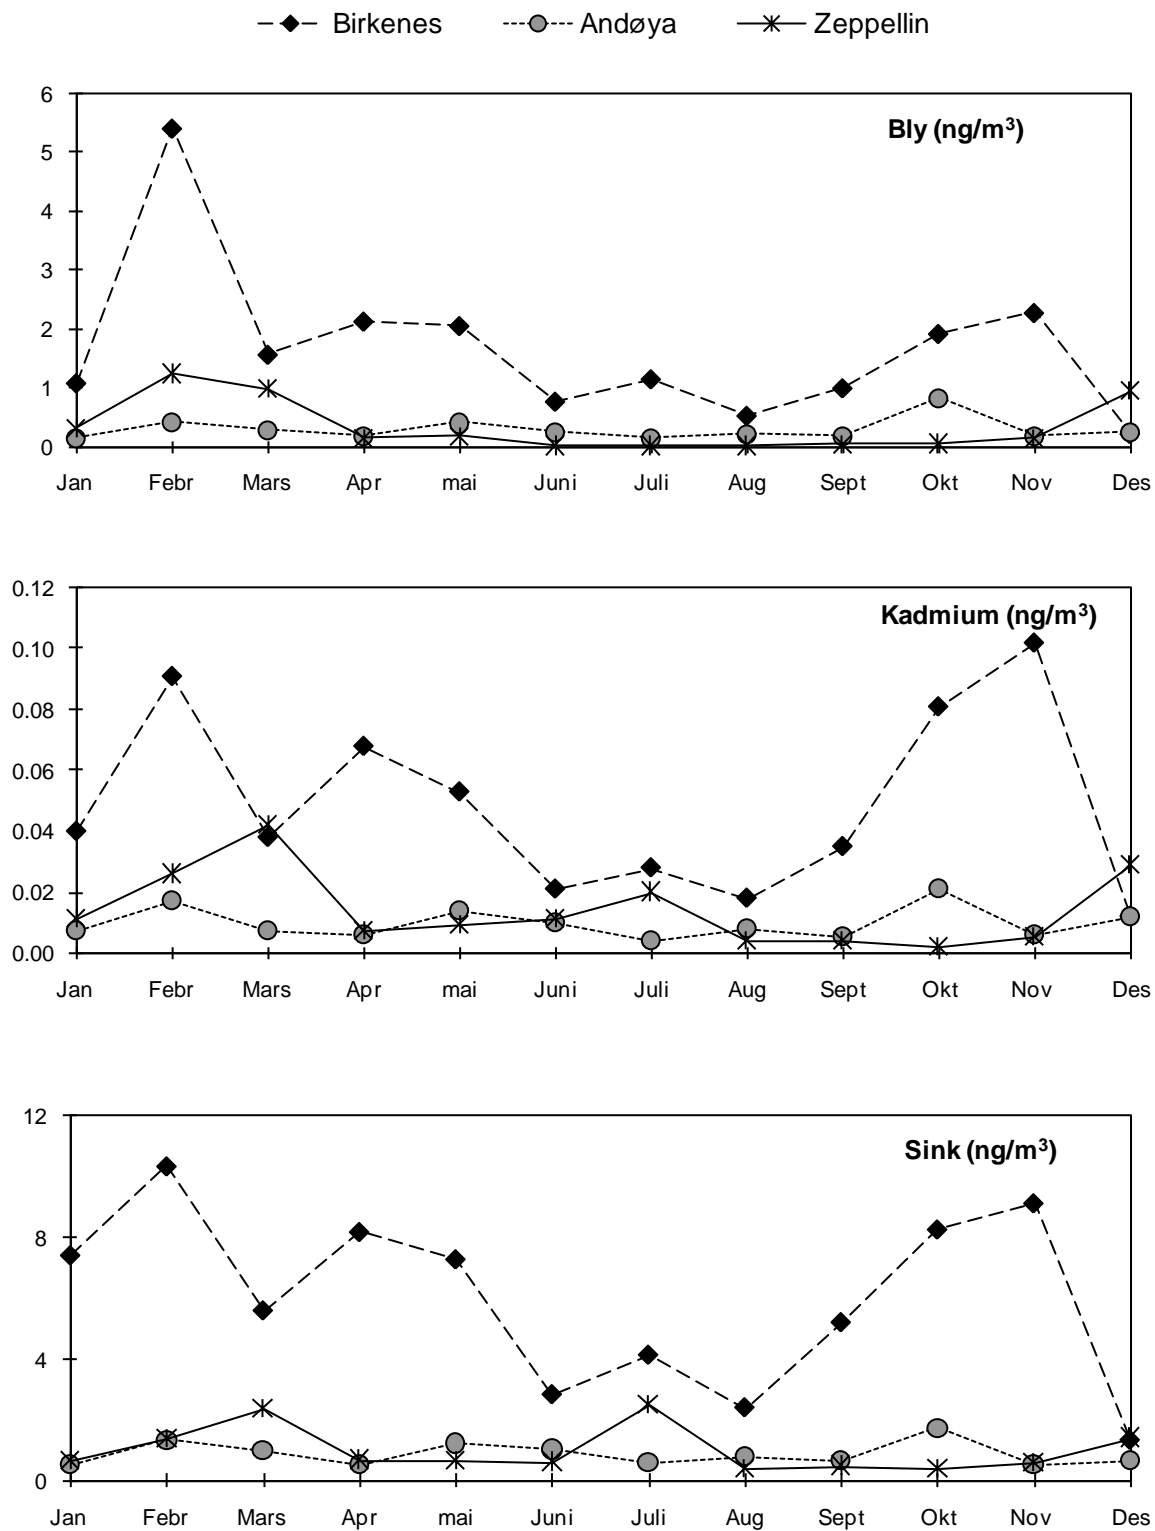 Birkenes Andøya Zeppellin
Bly (ng/m³)
6
5
4
3
2
1
0
Jan Febr Mars Apr mai Juni Juli Aug Sept Okt Nov Des
Kadmium (ng/m³)
0.12
0.10
0.08
0.06
0.04
0.02
0.00
Jan Febr Mars Apr mai Juni Juli Aug Sept Okt Nov Des
Sink (ng/m³)
12
8
4
0
Jan Febr Mars Apr mai Juni Juli Aug Sept Okt Nov Des